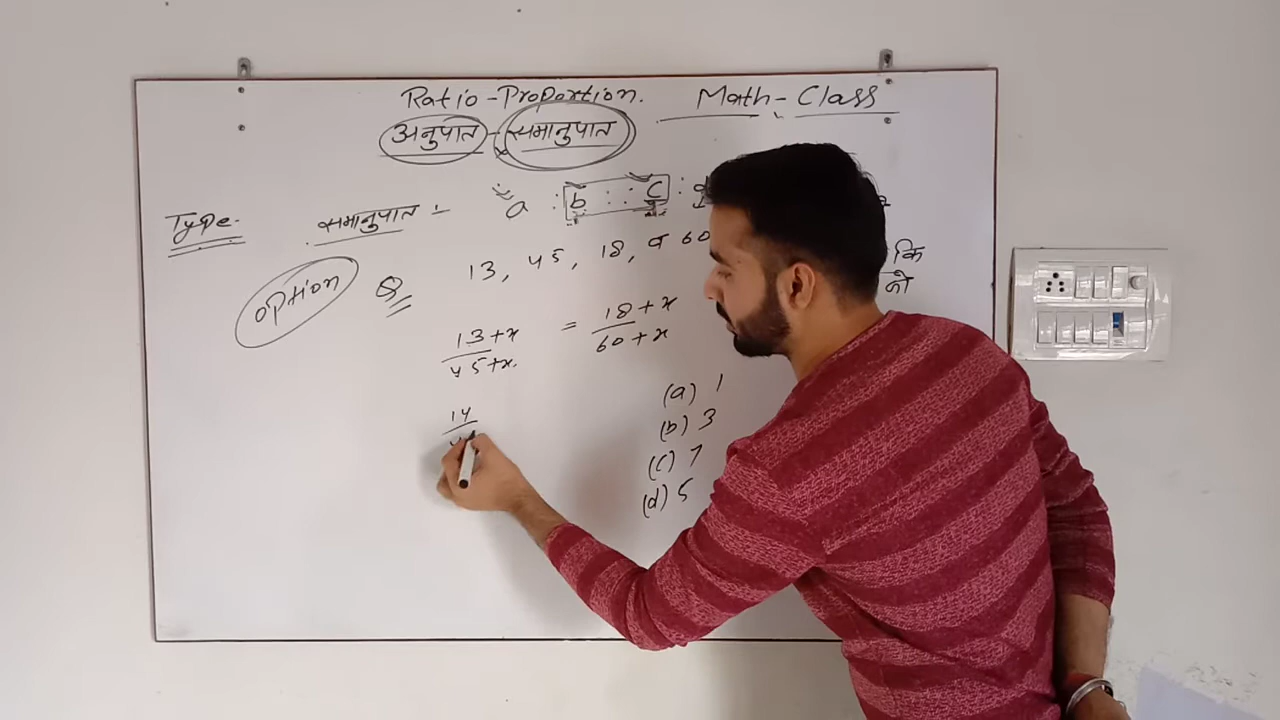 Ratio-Proportion. Math-Class
अनुपात - समानुपात
Type. समानुपात :- a : b :: c :
option Q 13, 45, 18, व 60 कि
को
13+x/45+x. = 18+x/60+x
(a) 1
14 (b) 3
(c) 7
(d) 5